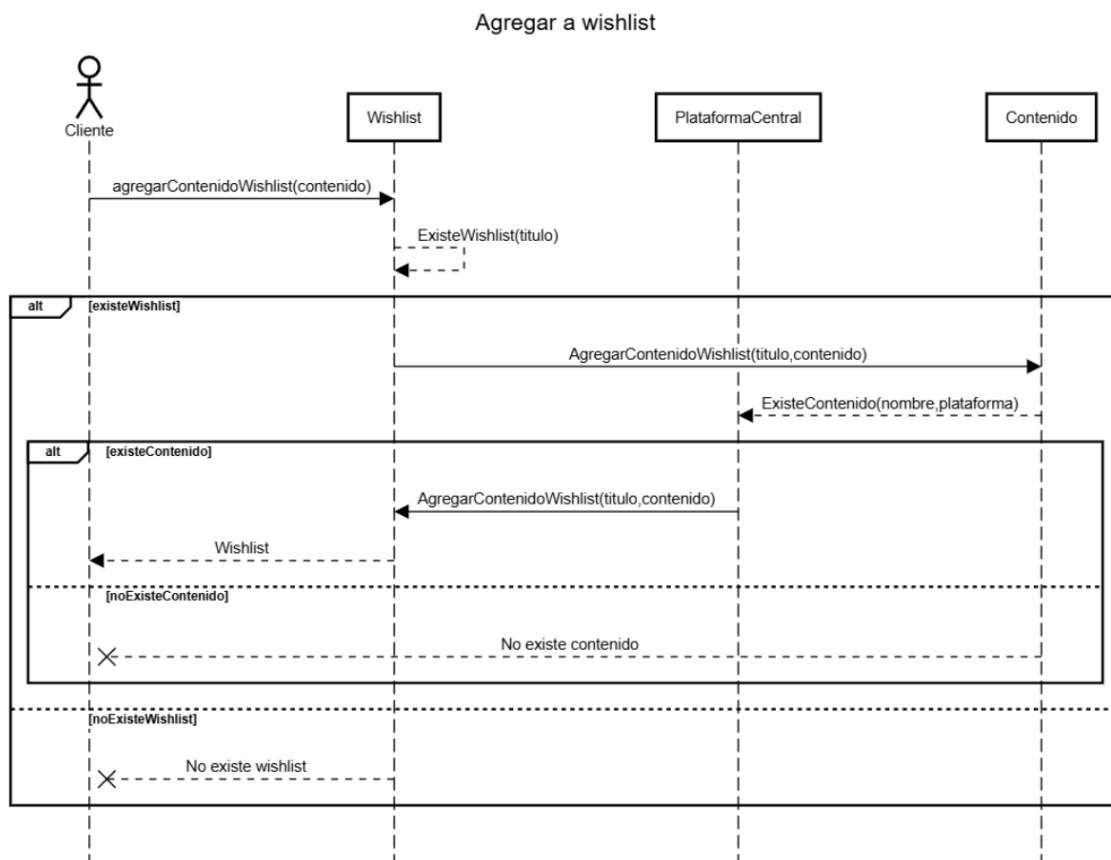 Agregar a wishlist
Cliente
Wishlist
PlataformaCentral
Contenido
agregarContenidoWishlist(contenido)
ExisteWishlist(titulo)
alt
[existeWishlist]
AgregarContenidoWishlist(titulo,contenido)
ExisteContenido(nombre,plataforma)
alt
[existeContenido]
AgregarContenidoWishlist(titulo,contenido)
Wishlist
[noExisteContenido]
No existe contenido
[noExisteWishlist]
No existe wishlist